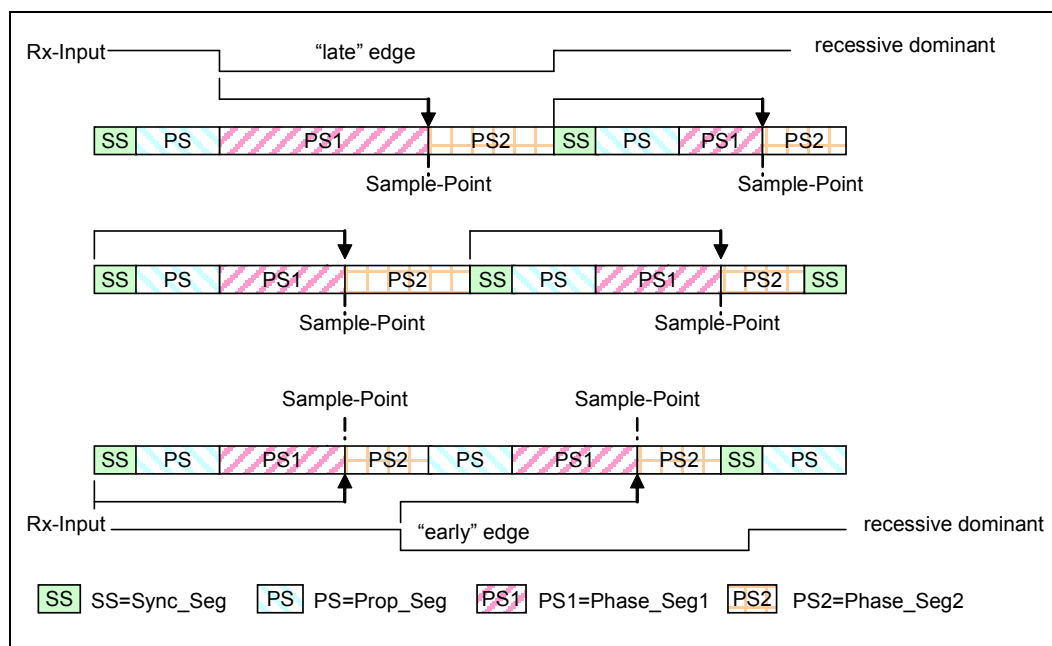 Rx-Input “late” edge recessive dominant
SS PS PS1 PS2 SS PS PS1 PS2
Sample-Point Sample-Point
SS PS PS1 PS2 SS PS PS1 PS2 SS
Sample-Point Sample-Point
Sample-Point Sample-Point
SS PS PS1 PS2 PS PS1 PS2 SS PS
Rx-Input “early” edge recessive dominant
SS SS=Sync_Seg PS PS=Prop_Seg PS1 PS1=Phase_Seg1 PS2 PS2=Phase_Seg2